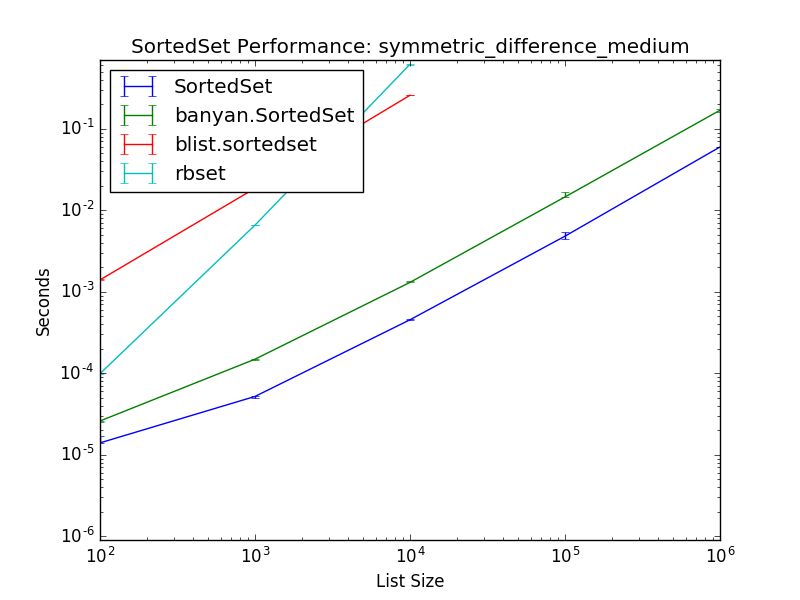 SortedSet Performance: symmetric_difference_medium
SortedSet
banyan.SortedSet
blist.sortedset
rbset
10^-1
10^-2
10^-3
10^-4
10^-5
10^-6
Seconds
10^2 10^3 10^4 10^5 10^6
List Size